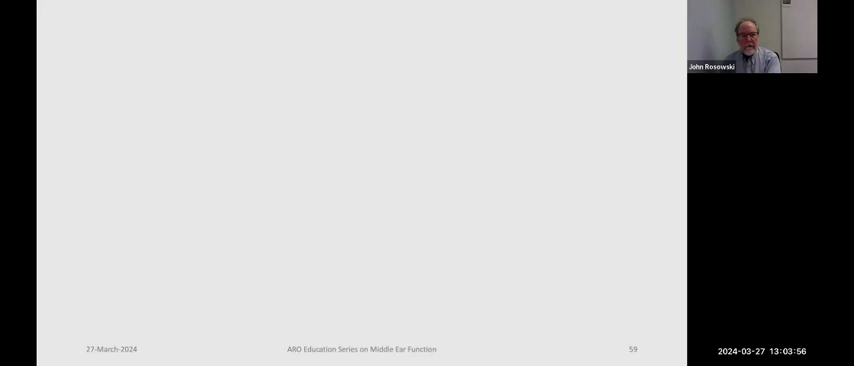 John Rosowski
27-March-2024
ARO Education Series on Middle Ear Function
59
2024-03-27 13:03:56